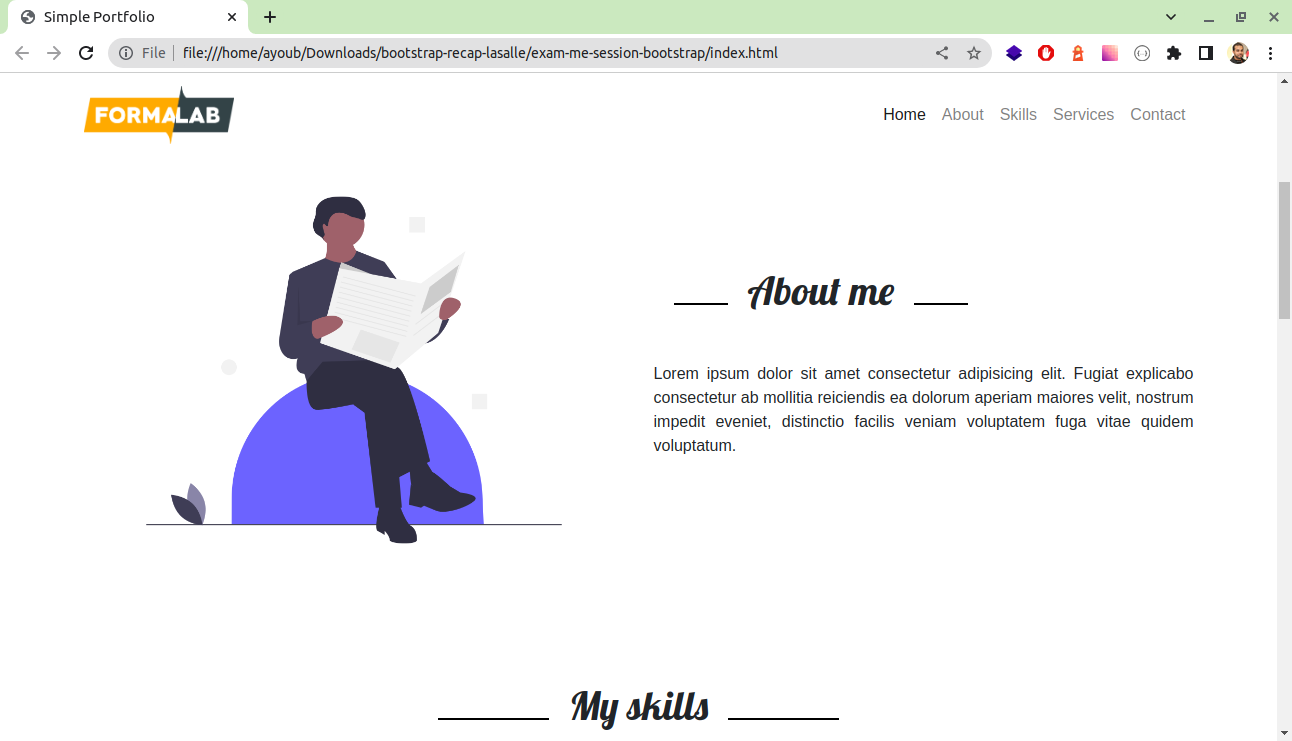 Simple Portfolio
File
file:///home/ayoub/Downloads/bootstrap-recap-lasalle/exam-me-session-bootstrap/index.html
FORMALAB
Home About Skills Services Contact
About me
Lorem ipsum dolor sit amet consectetur adipisicing elit. Fugiat explicabo
consectetur ab mollitia reiciendis ea dolorum aperiam maiores velit, nostrum
impedit eveniet, distinctio facilis veniam voluptatem fuga vitae quidem
voluptatum.
My skills